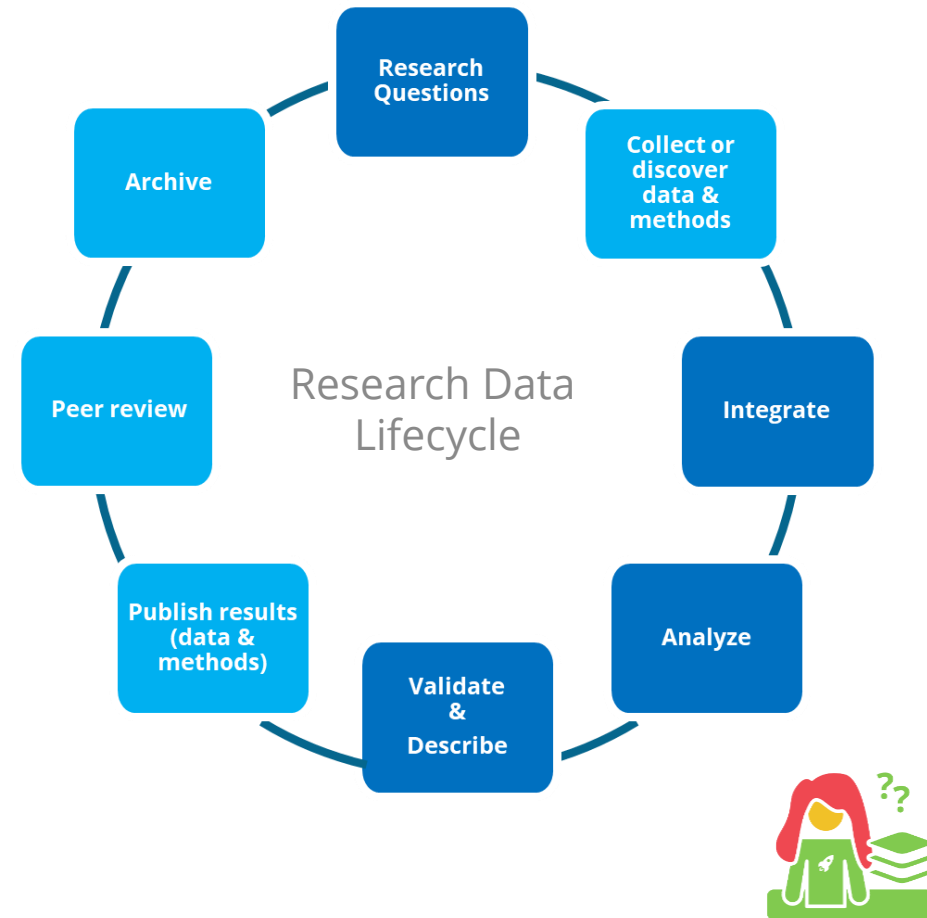 Research
Questions
Collect or
discover
data &
methods
Integrate
Analyze
Validate
&
Describe
Publish results
(data &
methods)
Peer review
Archive
Research Data
Lifecycle
??